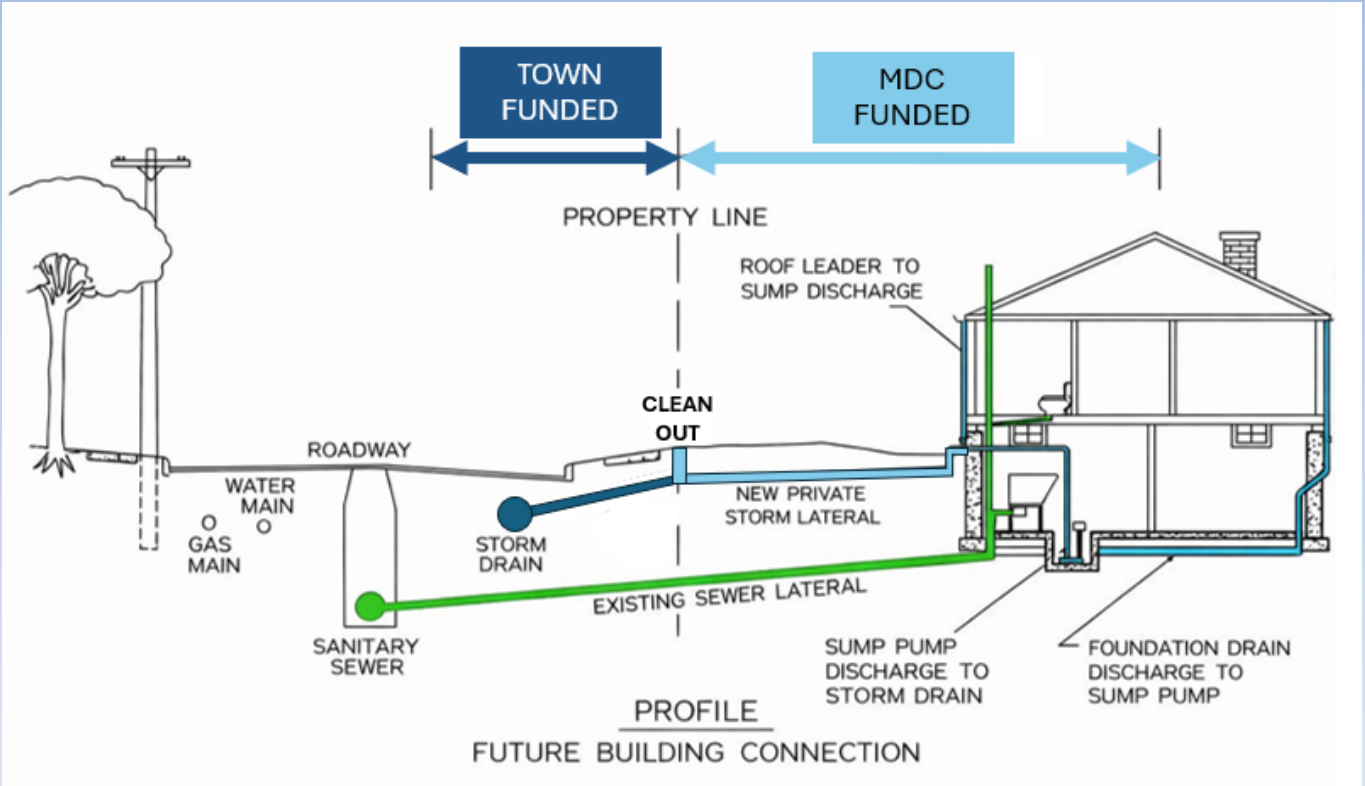 TOWN
FUNDED
MDC
FUNDED
PROPERTY LINE
ROOF LEADER TO
SUMP DISCHARGE
CLEAN
OUT
ROADWAY
WATER
MAIN
GAS
MAIN
STORM
DRAIN
NEW PRIVATE
STORM LATERAL
EXISTING SEWER LATERAL
SANITARY
SEWER
SUMP PUMP
DISCHARGE TO
STORM DRAIN
FOUNDATION DRAIN
DISCHARGE TO
SUMP PUMP
PROFILE
FUTURE BUILDING CONNECTION